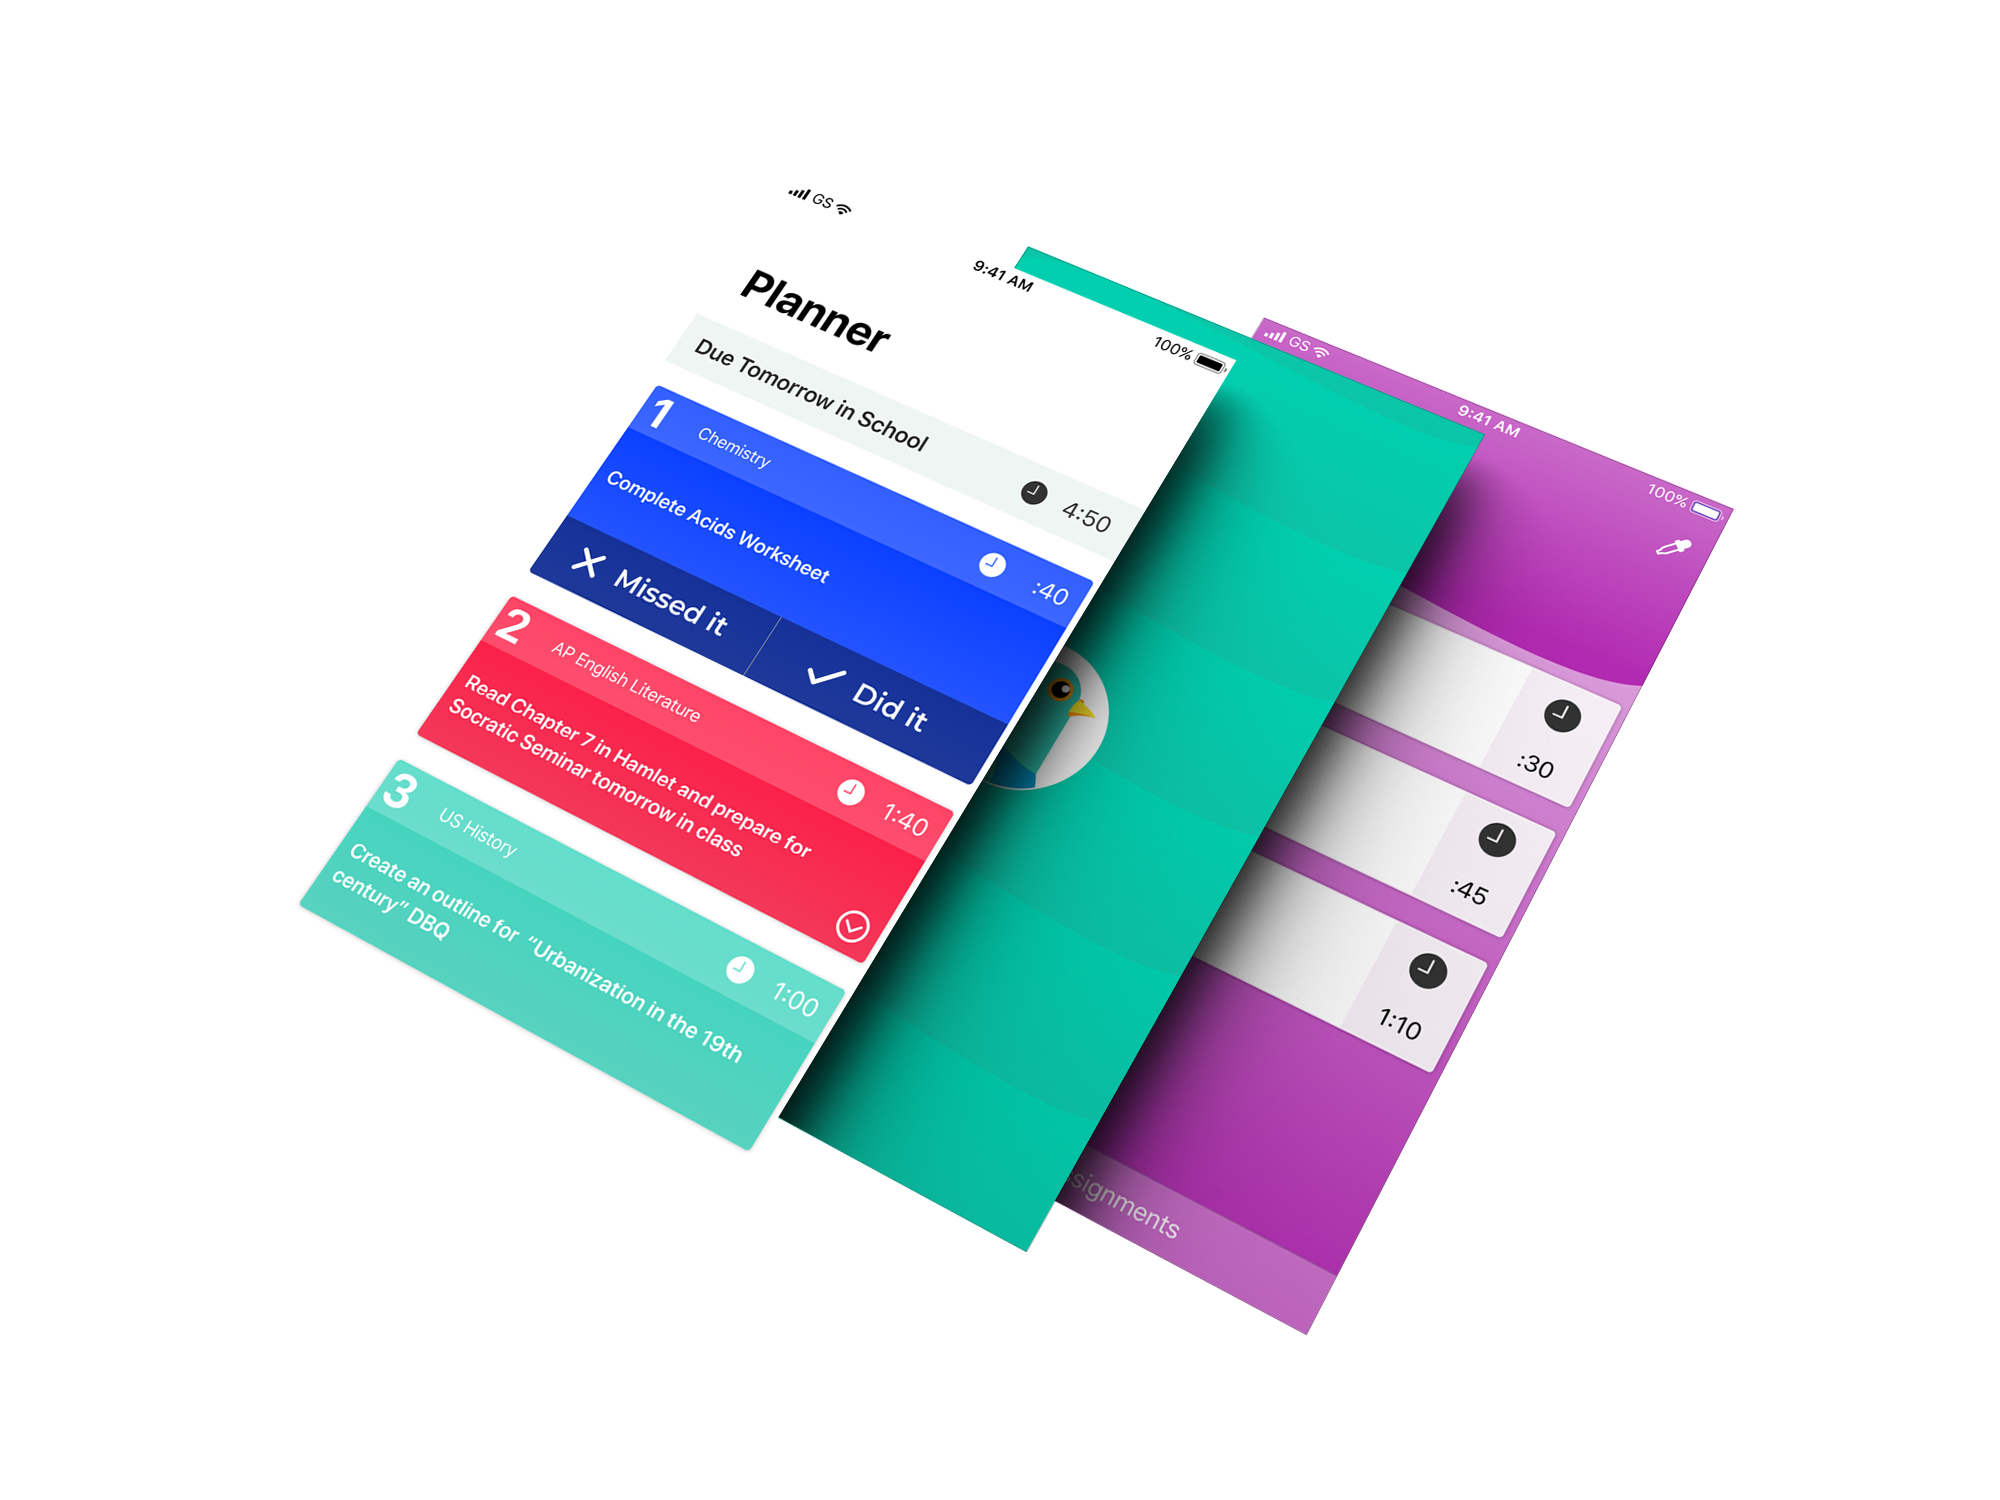 GS
9:41 AM
100%
Planner
Due Tomorrow in School
4:50
1
Chemistry
:40
Complete Acids Worksheet
Missed it
Did it
2
AP English Literature
1:40
Read Chapter 7 in Hamlet and prepare for
Socratic Seminar tomorrow in class
3
US History
1:00
Create an outline for “Urbanization in the 19th
century” DBQ
GS
9:41 AM
100%
:30
:45
1:10
signments